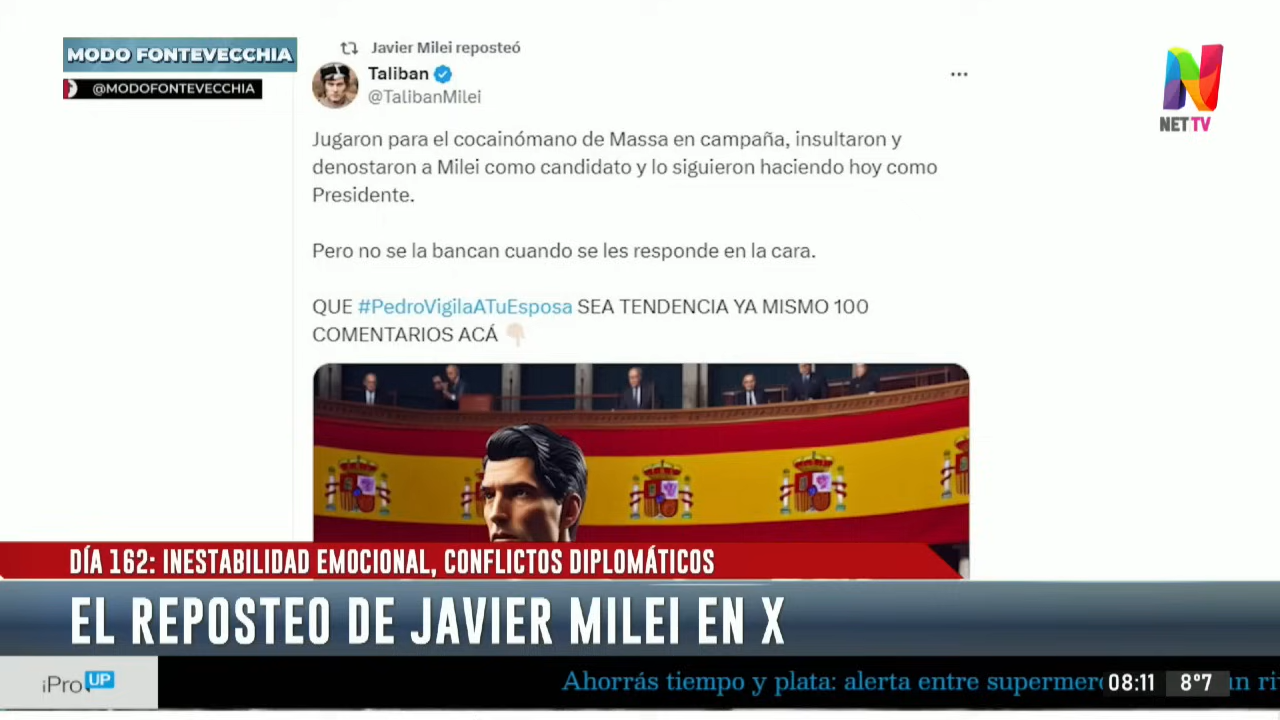 MODO FONTEVECCHIA
@MODOFONTEVECCHIA
Javier Milei reposteó
Taliban
@TalibanMilei
Jugaron para el cocainómano de Massa en campaña, insultaron y
denostaron a Milei como candidato y lo siguieron haciendo hoy como
Presidente.
Pero no se la bancan cuando se les responde en la cara.
QUE #PedroVigilaATuEsposa SEA TENDENCIA YA MISMO 100
COMENTARIOS ACÁ
NET TV
DÍA 162: INESTABILIDAD EMOCIONAL, CONFLICTOS DIPLOMÁTICOS
EL REPOSTEO DE JAVIER MILEI EN X
iProUP
Ahorrás tiempo y plata: alerta entre
08:11 8°7